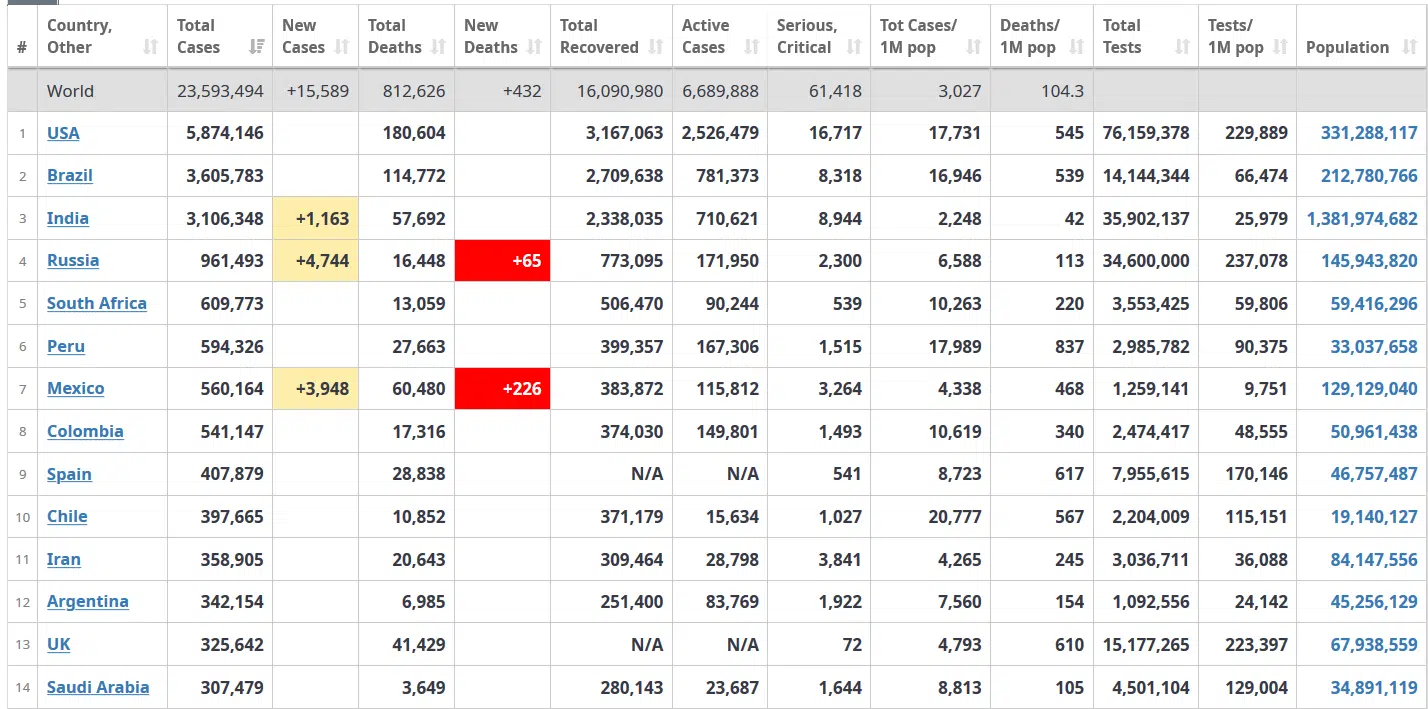 # Country, Other Total Cases New Cases Total Deaths New Deaths Total Recovered Active Cases Serious, Critical Tot Cases/ 1M pop Deaths/ 1M pop Total Tests Tests/ 1M pop Population
World 23,593,494 +15,589 812,626 +432 16,090,980 6,689,888 61,418 3,027 104.3
1 USA 5,874,146 180,604 3,167,063 2,526,479 16,717 17,731 545 76,159,378 229,889 331,288,117
2 Brazil 3,605,783 114,772 2,709,638 781,373 8,318 16,946 539 14,144,344 66,474 212,780,766
3 India 3,106,348 +1,163 57,692 2,338,035 710,621 8,944 2,248 42 35,902,137 25,979 1,381,974,682
4 Russia 961,493 +4,744 16,448 +65 773,095 171,950 2,300 6,588 113 34,600,000 237,078 145,943,820
5 South Africa 609,773 13,059 506,470 90,244 539 10,263 220 3,553,425 59,806 59,416,296
6 Peru 594,326 27,663 399,357 167,306 1,515 17,989 837 2,985,782 90,375 33,037,658
7 Mexico 560,164 +3,948 60,480 +226 383,872 115,812 3,264 4,338 468 1,259,141 9,751 129,129,040
8 Colombia 541,147 17,316 374,030 149,801 1,493 10,619 340 2,474,417 48,555 50,961,438
9 Spain 407,879 28,838 N/A N/A 541 8,723 617 7,955,615 170,146 46,757,487
10 Chile 397,665 10,852 371,179 15,634 1,027 20,777 567 2,204,009 115,151 19,140,127
11 Iran 358,905 20,643 309,464 28,798 3,841 4,265 245 3,036,711 36,088 84,147,556
12 Argentina 342,154 6,985 251,400 83,769 1,922 7,560 154 1,092,556 24,142 45,256,129
13 UK 325,642 41,429 N/A N/A 72 4,793 610 15,177,265 223,397 67,938,559
14 Saudi Arabia 307,479 3,649 280,143 23,687 1,644 8,813 105 4,501,104 129,004 34,891,119